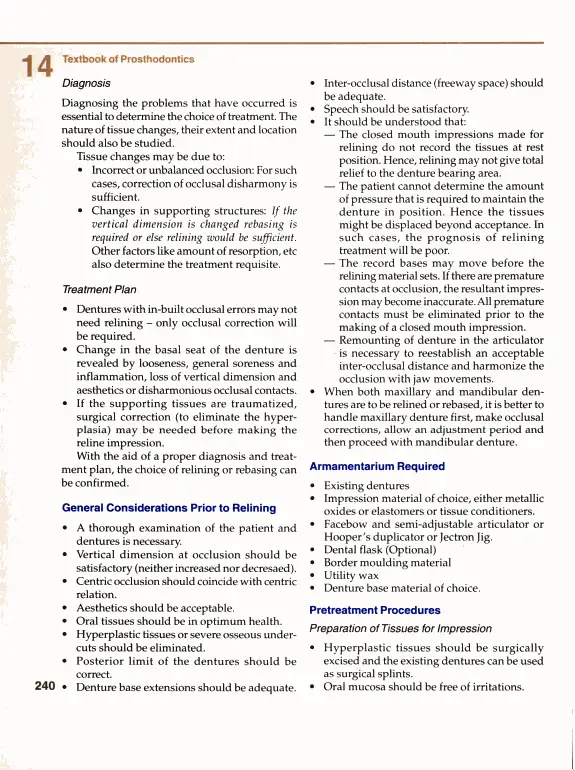 14
Textbook of Prosthodontics
Diagnosis
Diagnosing the problems that have occurred is
essential to determine the choice of treatment. The
nature of tissue changes, their extent and location
should also be studied.
Tissue changes may be due to:
• Incorrect or unbalanced occlusion: For such
cases, correction of occlusal disharmony is
sufficient.
• Changes in supporting structures: If the
vertical dimension is changed rebasing is
required or else relining would be sufficient.
Other factors like amount of resorption, etc
also determine the treatment requisite.
Treatment Plan
• Dentures with in-built occlusal errors may not
need relining – only occlusal correction will
be required.
• Change in the basal seat of the denture is
revealed by looseness, general soreness and
inflammation, loss of vertical dimension and
aesthetics or disharmonious occlusal contacts.
• If the supporting tissues are traumatized,
surgical correction (to eliminate the hyper-
plasia) may be needed before making the
reline impression.
With the aid of a proper diagnosis and treat-
ment plan, the choice of relining or rebasing can
be confirmed.
General Considerations Prior to Relining
• A thorough examination of the patient and
dentures is necessary.
• Vertical dimension at occlusion should be
satisfactory (neither increased nor decresaed).
• Centric occlusion should coincide with centric
relation.
• Aesthetics should be acceptable.
• Oral tissues should be in optimum health.
• Hyperplastic tissues or severe osseous under-
cuts should be eliminated.
• Posterior limit of the dentures should be
correct.
• Denture base extensions should be adequate.
240
• Inter-occlusal distance (freeway space) should
be adequate.
• Speech should be satisfactory.
• It should be understood that:
— The closed mouth impressions made for
relining do not record the tissues at rest
position. Hence, relining may not give total
relief to the denture bearing area.
— The patient cannot determine the amount
of pressure that is required to maintain the
denture in position. Hence the tissues
might be displaced beyond acceptance. In
such cases, the prognosis of relining
treatment will be poor.
— The record bases may move before the
relining material sets. If there are premature
contacts at occlusion, the resultant impres-
sion may become inaccurate. All premature
contacts must be eliminated prior to the
making of a closed mouth impression.
— Remounting of denture in the articulator
is necessary to reestablish an acceptable
inter-occlusal distance and harmonize the
occlusion with jaw movements.
• When both maxillary and mandibular den-
tures are to be relined or rebased, it is better to
handle maxillary denture first, make occlusal
corrections, allow an adjustment period and
then proceed with mandibular denture.
Armamentarium Required
• Existing dentures
• Impression material of choice, either metallic
oxides or elastomers or tissue conditioners.
• Facebow and semi-adjustable articulator or
Hooper's duplicator or Jectron Jig.
• Dental flask (Optional)
• Border moulding material
• Utility wax
• Denture base material of choice.
Pretreatment Procedures
Preparation of Tissues for Impression
• Hyperplastic tissues should be surgically
excised and the existing dentures can be used
as surgical splints.
• Oral mucosa should be free of irritations.